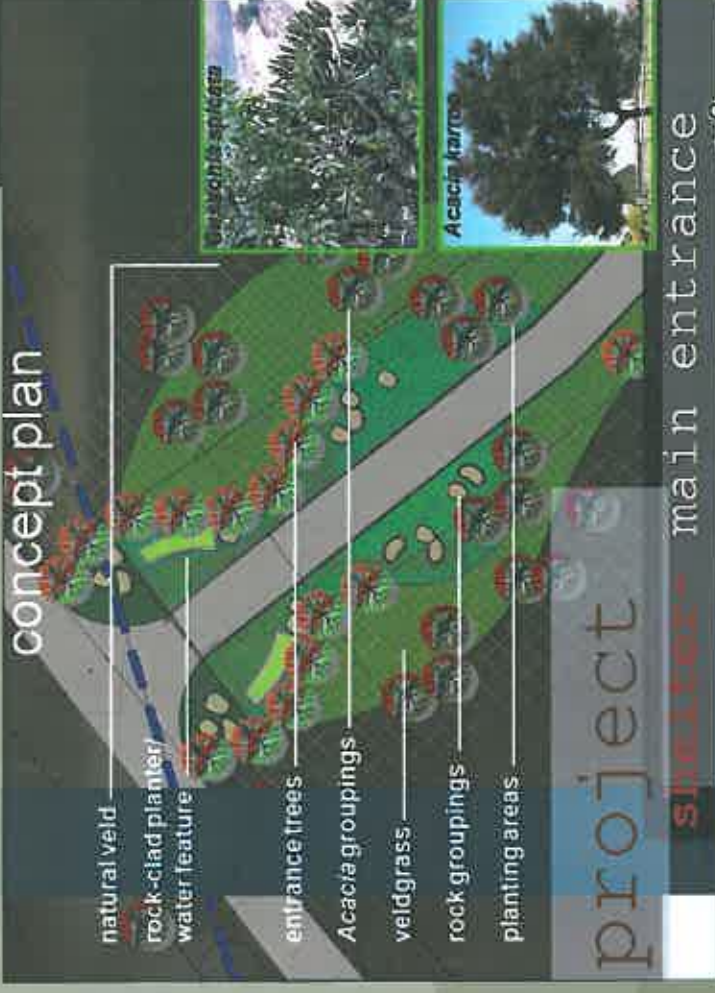 concept plan
natural veld
rock-clad planter/
water feature
entrance trees
Acacia groupings
veldgrass
rock groupings
planting areas
Acacia karroo
project
shelter- main entrance